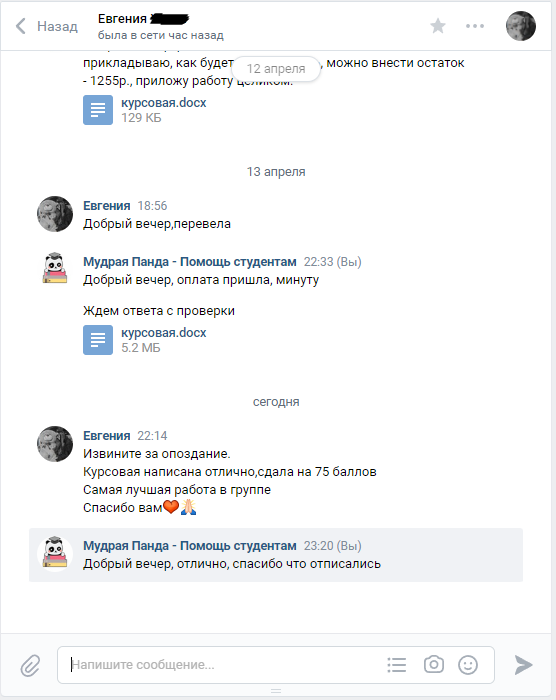 Назад
Евгения
была в сети час назад
прикладываю, как будет можно внести остаток
12 апреля
- 1255р., приложу работу целиком.
курсовая.docx
129 КБ
13 апреля
Евгения 18:56
Добрый вечер,перевела
Мудрая Панда - Помощь студентам 22:33 (Вы)
Добрый вечер, оплата пришла, минуту
Ждем ответа с проверки
курсовая.docx
5.2 МБ
сегодня
Евгения 22:14
Извините за опоздание.
Курсовая написана отлично,сдала на 75 баллов
Самая лучшая работа в группе
Спасибо вам❤️🙏🏻
Мудрая Панда - Помощь студентам 23:20 (Вы)
Добрый вечер, отлично, спасибо что отписались
Напишите сообщение...